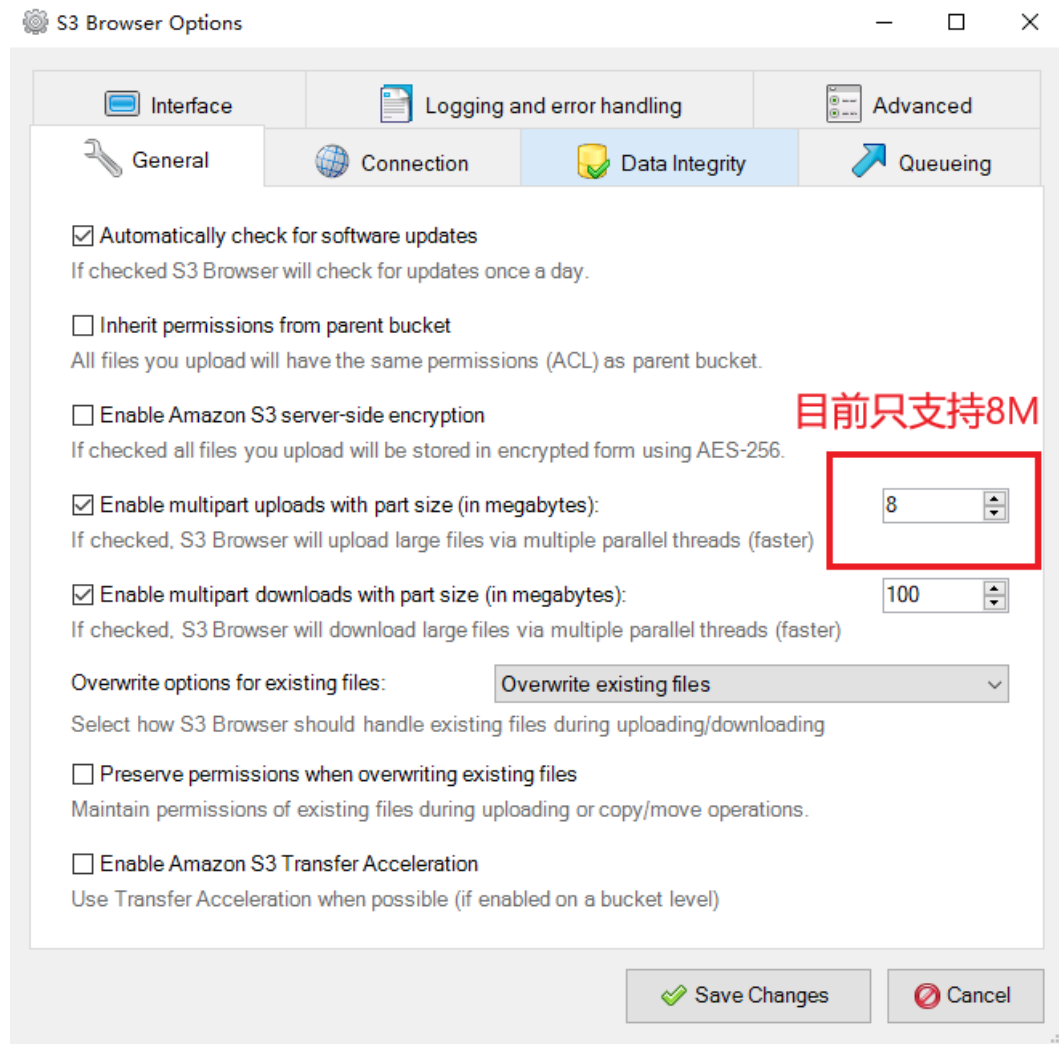 S3 Browser Options
Interface
Logging and error handling
Advanced
General
Connection
Data Integrity
Queueing
Automatically check for software updates
If checked S3 Browser will check for updates once a day.
Inherit permissions from parent bucket
All files you upload will have the same permissions (ACL) as parent bucket.
Enable Amazon S3 server-side encryption
目前只支持8M
If checked all files you upload will be stored in encrypted form using AES-256.
Enable multipart uploads with part size (in megabytes): 8
If checked, S3 Browser will upload large files via multiple parallel threads (faster)
Enable multipart downloads with part size (in megabytes): 100
If checked, S3 Browser will download large files via multiple parallel threads (faster)
Overwrite options for existing files: Overwrite existing files
Select how S3 Browser should handle existing files during uploading/downloading
Preserve permissions when overwriting existing files
Maintain permissions of existing files during uploading or copy/move operations.
Enable Amazon S3 Transfer Acceleration
Use Transfer Acceleration when possible (if enabled on a bucket level)
Save Changes
Cancel